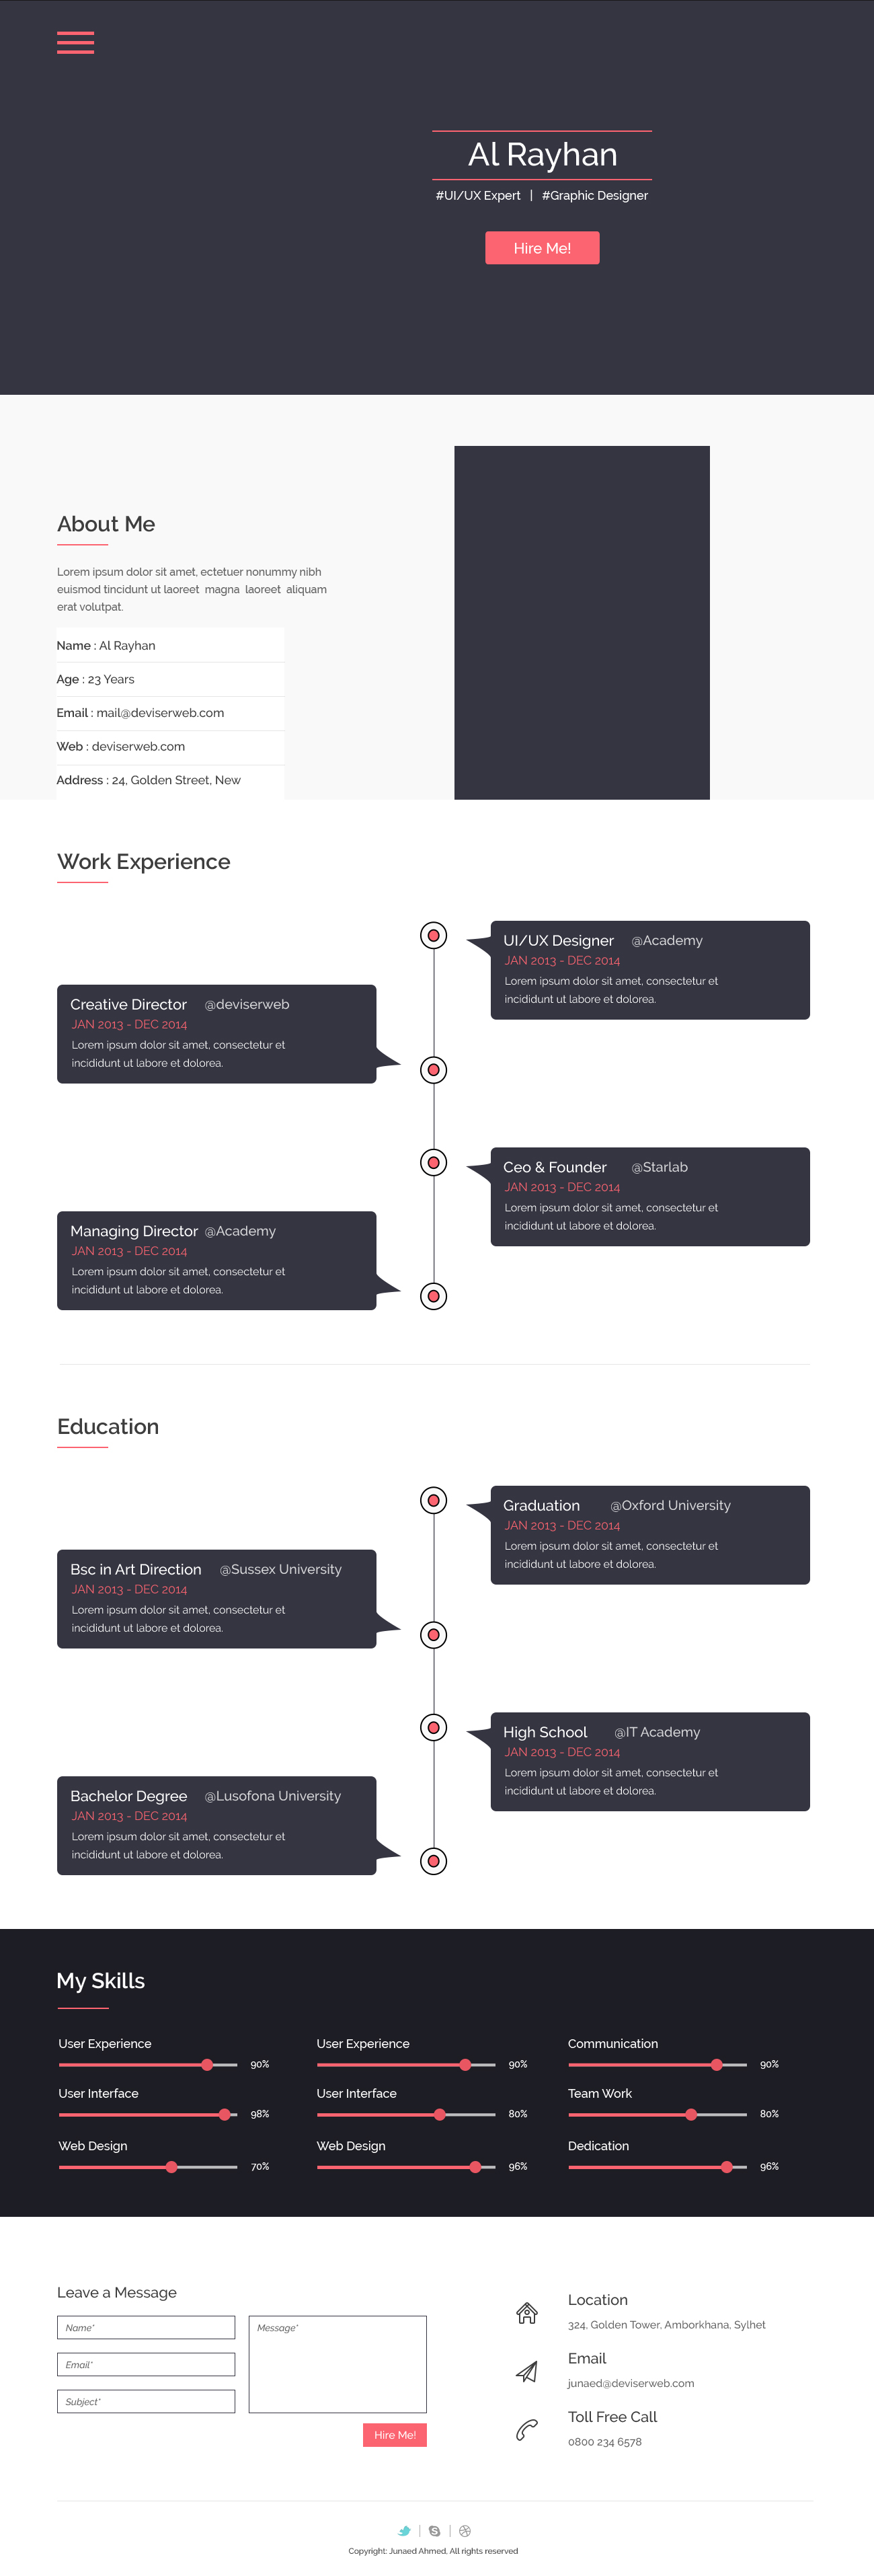 Al Rayhan
#UI/UX Expert | #Graphic Designer
Hire Me!
About Me
Lorem ipsum dolor sit amet, ectetuer nonummy nibh
euismod tincidunt ut laoreet magna laoreet aliquam
erat volutpat.
Name : Al Rayhan
Age : 23 Years
Email : mail@deviserweb.com
Web : deviserweb.com
Address : 24, Golden Street, New
Work Experience
UI/UX Designer @Academy
JAN 2013 - DEC 2014
Lorem ipsum dolor sit amet, consectetur et
incididunt ut labore et dolorea.
Creative Director @deviserweb
JAN 2013 - DEC 2014
Lorem ipsum dolor sit amet, consectetur et
incididunt ut labore et dolorea.
Ceo & Founder @Starlab
JAN 2013 - DEC 2014
Lorem ipsum dolor sit amet, consectetur et
incididunt ut labore et dolorea.
Managing Director @Academy
JAN 2013 - DEC 2014
Lorem ipsum dolor sit amet, consectetur et
incididunt ut labore et dolorea.
Education
Graduation @Oxford University
JAN 2013 - DEC 2014
Lorem ipsum dolor sit amet, consectetur et
incididunt ut labore et dolorea.
Bsc in Art Direction @Sussex University
JAN 2013 - DEC 2014
Lorem ipsum dolor sit amet, consectetur et
incididunt ut labore et dolorea.
High School @IT Academy
JAN 2013 - DEC 2014
Lorem ipsum dolor sit amet, consectetur et
incididunt ut labore et dolorea.
Bachelor Degree @Lusofona University
JAN 2013 - DEC 2014
Lorem ipsum dolor sit amet, consectetur et
incididunt ut labore et dolorea.
My Skills
User Experience
90%
User Interface
98%
Web Design
70%
User Experience
90%
User Interface
80%
Web Design
96%
Communication
90%
Team Work
80%
Dedication
96%
Leave a Message
Name*
Email*
Subject*
Message*
Hire Me!
Location
324, Golden Tower, Amborkhana, Sylhet
Email
junaed@deviserweb.com
Toll Free Call
0800 234 6578
Copyright: Junaed Ahmed. All rights reserved